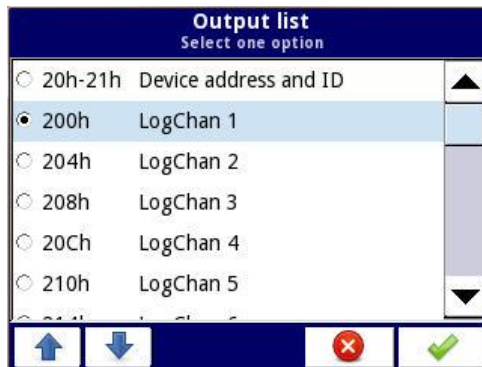 Output list
Select one option
20h-21h Device address and ID
200h LogChan 1
204h LogChan 2
208h LogChan 3
20Ch LogChan 4
210h LogChan 5